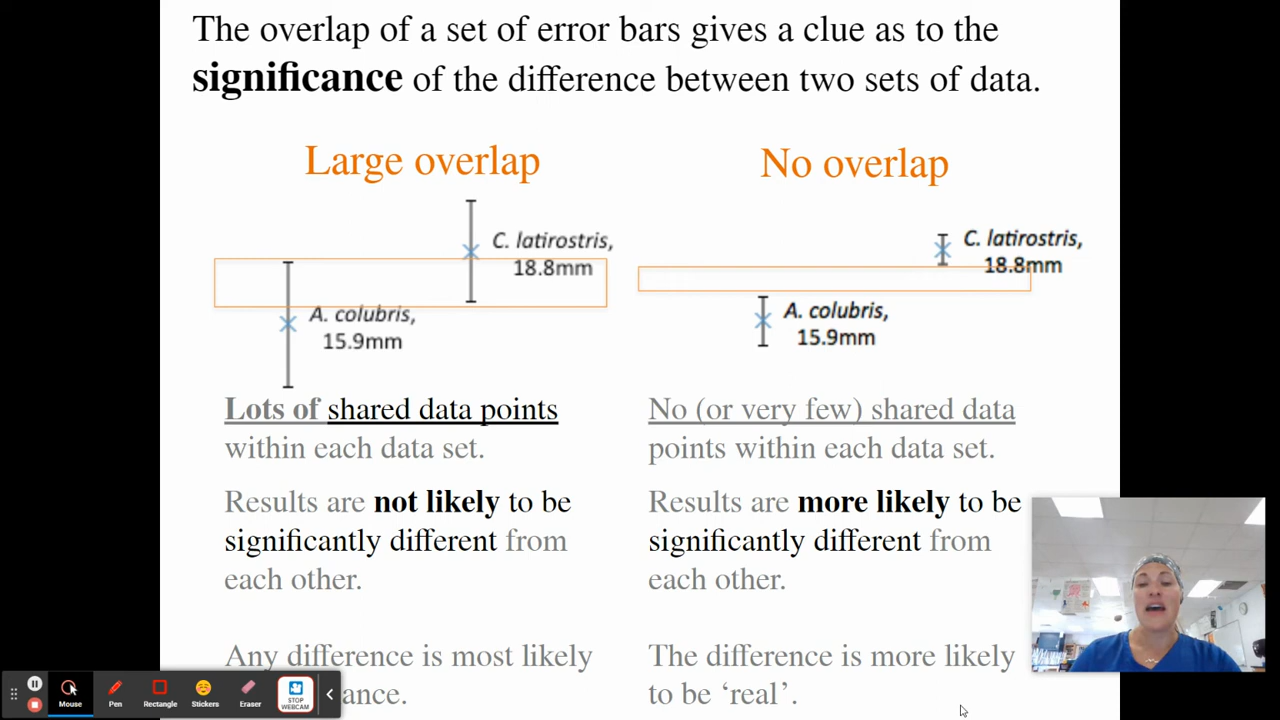 The overlap of a set of error bars gives a clue as to the
significance of the difference between two sets of data.
Large overlap
No overlap
C. latirostris,
18.8mm
A. colubris,
15.9mm
C. latirostris,
18.8mm
A. colubris,
15.9mm
Lots of shared data points
within each data set.
Results are not likely to be
significantly different from
each other.
Any difference is most likely
ance.
No (or very few) shared data
points within each data set.
Results are more likely to be
significantly different from
each other.
The difference is more likely
to be ‘real’.
Mouse
Pen
Rectangle
Stickers
Eraser
STOP
WEBCAM